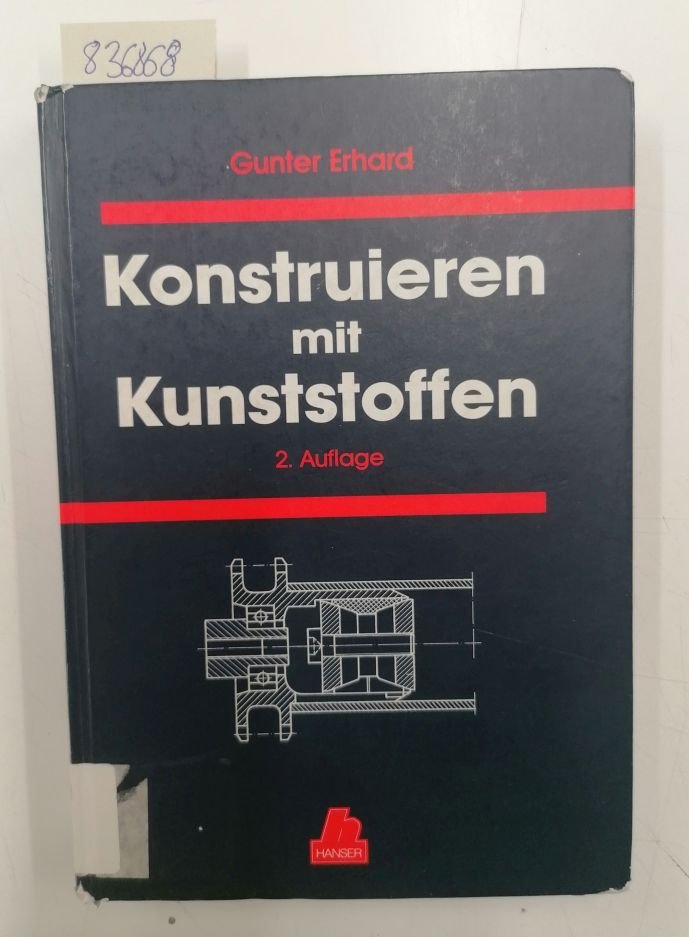 836868
Gunter Erhard
Konstruieren
mit
Kunststoffen
2. Auflage
h
HANSER